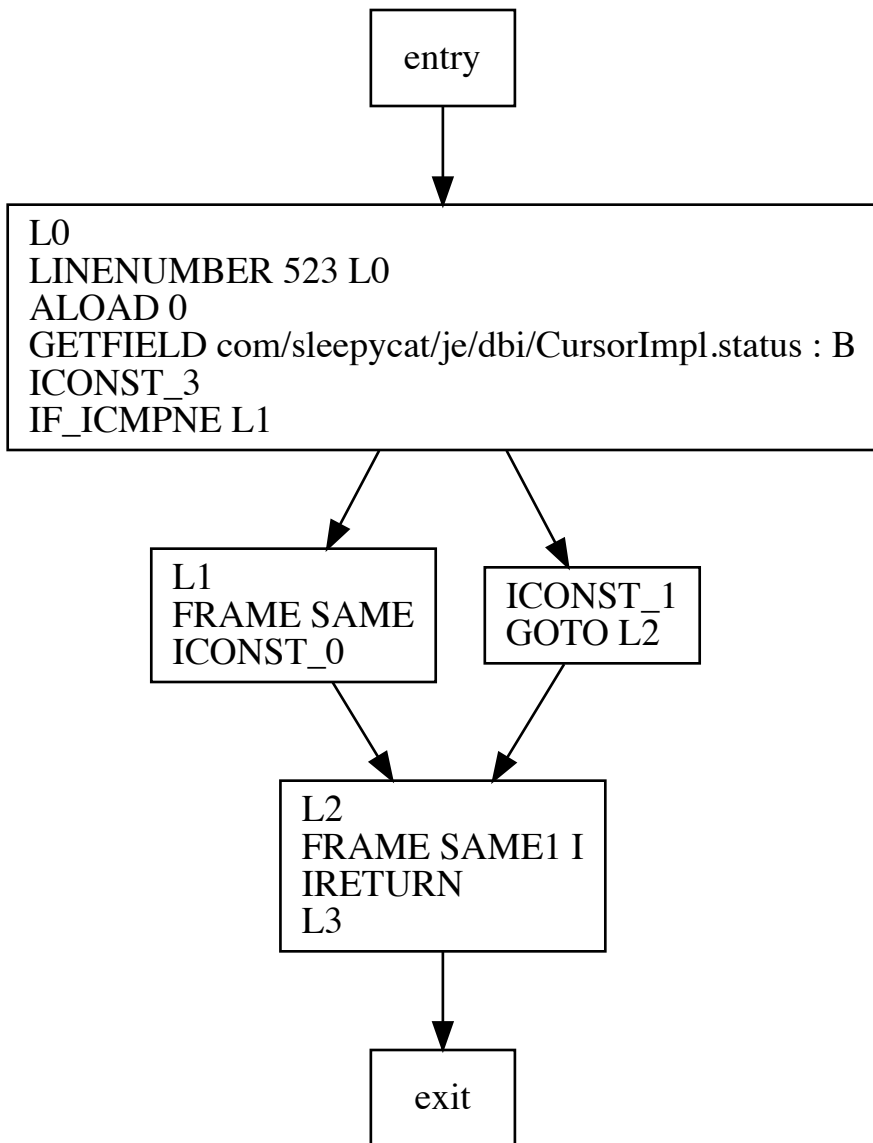 entry
L0
LINENUMBER 523 L0
ALOAD 0
GETFIELD com/sleepycat/je/dbi/CursorImpl.status : B
ICONST_3
IF_ICMPNE L1
L1
FRAME SAME
ICONST_0
ICONST_1
GOTO L2
L2
FRAME SAME1 I
IRETURN
L3
exit